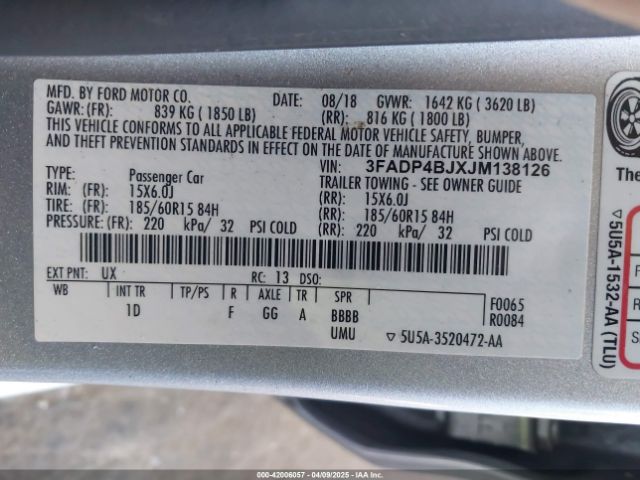 MFD. BY FORD MOTOR CO. DATE: 08/18 GVWR: 1642 KG ( 3620 LB)
GAWR: (FR): 839 KG ( 1850 LB) (RR): 816 KG ( 1800 LB)
THIS VEHICLE CONFORMS TO ALL APPLICABLE FEDERAL MOTOR VEHICLE SAFETY, BUMPER,
AND THEFT PREVENTION STANDARDS IN EFFECT ON THE DATE OF MANUFACTURE SHOWN ABOVE.
VIN: 3FADP4BJXJM138126
TYPE: Passenger Car TRAILER TOWING - SEE OWNER GUIDE
RIM: (FR): 15X6.0J (RR): 15X6.0J
TIRE: (FR): 185/60R15 84H (RR): 185/60R15 84H
PRESSURE: (FR): 220 kPa/ 32 PSI COLD (RR): 220 kPa/ 32 PSI COLD
EXT PNT: UX RC: 13 DSO:
WB INT TR TP/PS R AXLE TR SPR
1D F GG A BBBB
UMU
F0065
R0084
▽5U5A-3520472-AA
The
▽5U5A-1532-AA (TLU)
F
R
S
000-42006057 - 04/09/2025 - IAAI.com